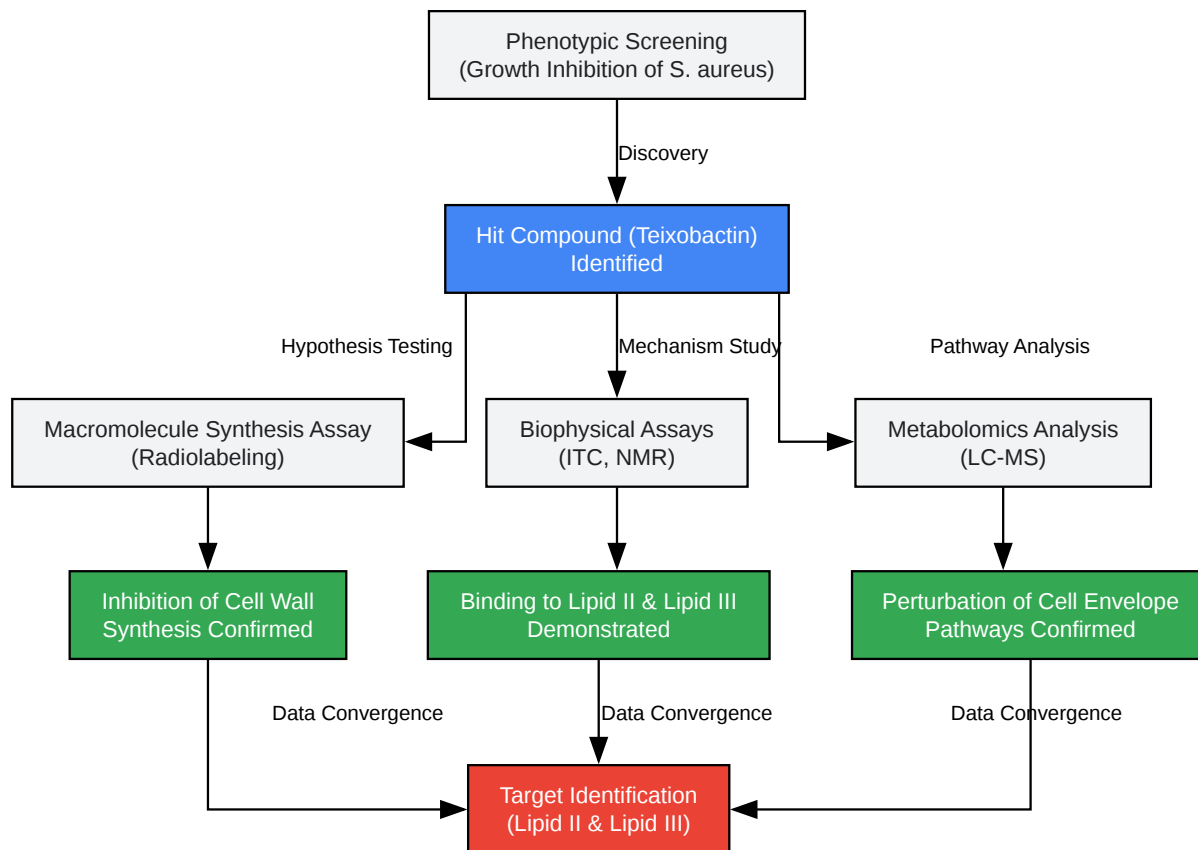 Phenotypic Screening
(Growth Inhibition of S. aureus)
Discovery
Hit Compound (Teixobactin)
Identified
Hypothesis Testing
Mechanism Study
Pathway Analysis
Macromolecule Synthesis Assay
(Radiolabeling)
Biophysical Assays
(ITC, NMR)
Metabolomics Analysis
(LC-MS)
Inhibition of Cell Wall
Synthesis Confirmed
Binding to Lipid II & Lipid III
Demonstrated
Perturbation of Cell Envelope
Pathways Confirmed
Data Convergence
Data Convergence
Data Convergence
Target Identification
(Lipid II & Lipid III)